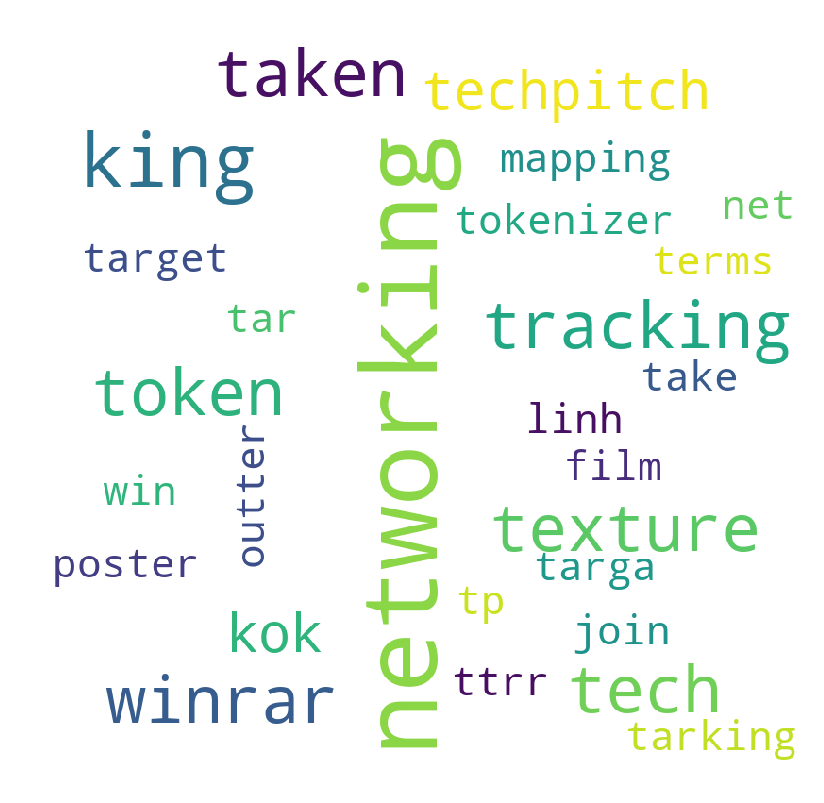 taken
techpitch
king
mapping
tokenizer
net
target
terms
tar
networking
tracking
take
token
linh
outter
film
win
texture
poster
targa
tp
kok
join
ttrr
tech
winrar
tarking